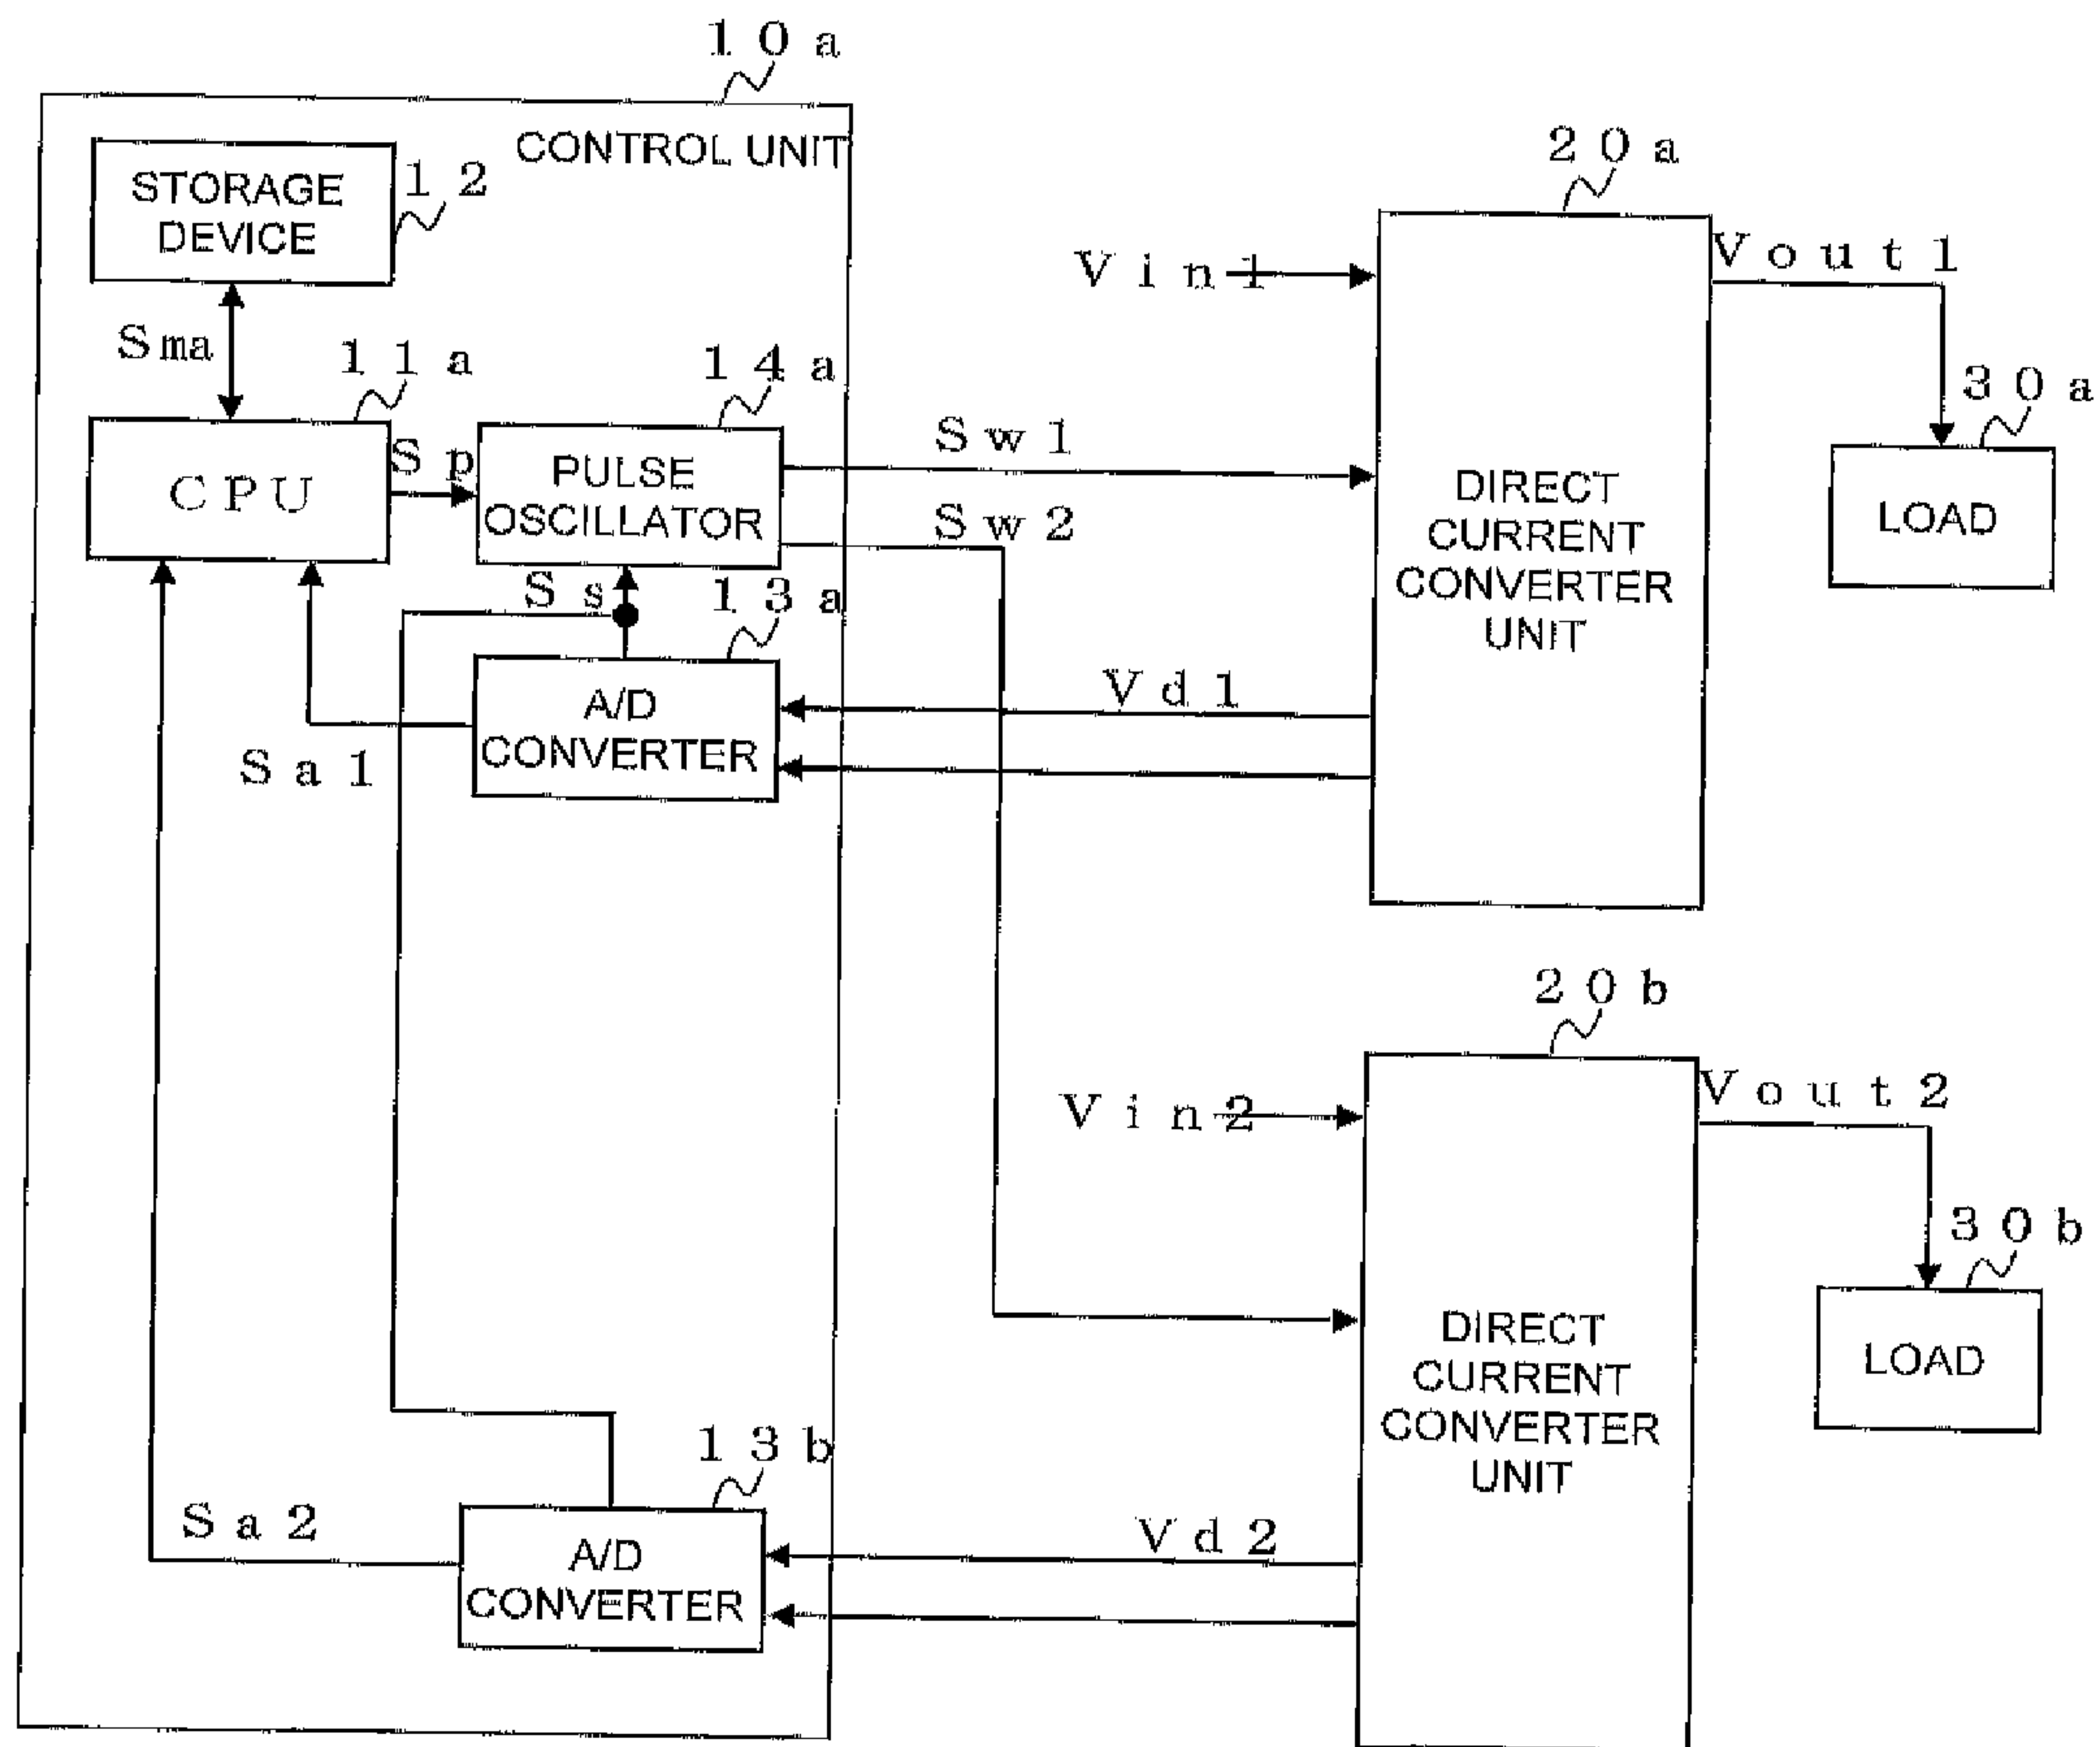 10a
CONTROL UNIT
STORAGE
DEVICE
12
Sma
11a
CPU
Sp
14a
PULSE
OSCILLATOR
Sw1
Sw2
Ss
13a
A/D
CONVERTER
Sa1
Vd1
20a
Vin1
Vout1
DIRECT
CURRENT
CONVERTER
UNIT
30a
LOAD
20b
Vin2
Vout2
DIRECT
CURRENT
CONVERTER
UNIT
30b
LOAD
13b
A/D
CONVERTER
Sa2
Vd2